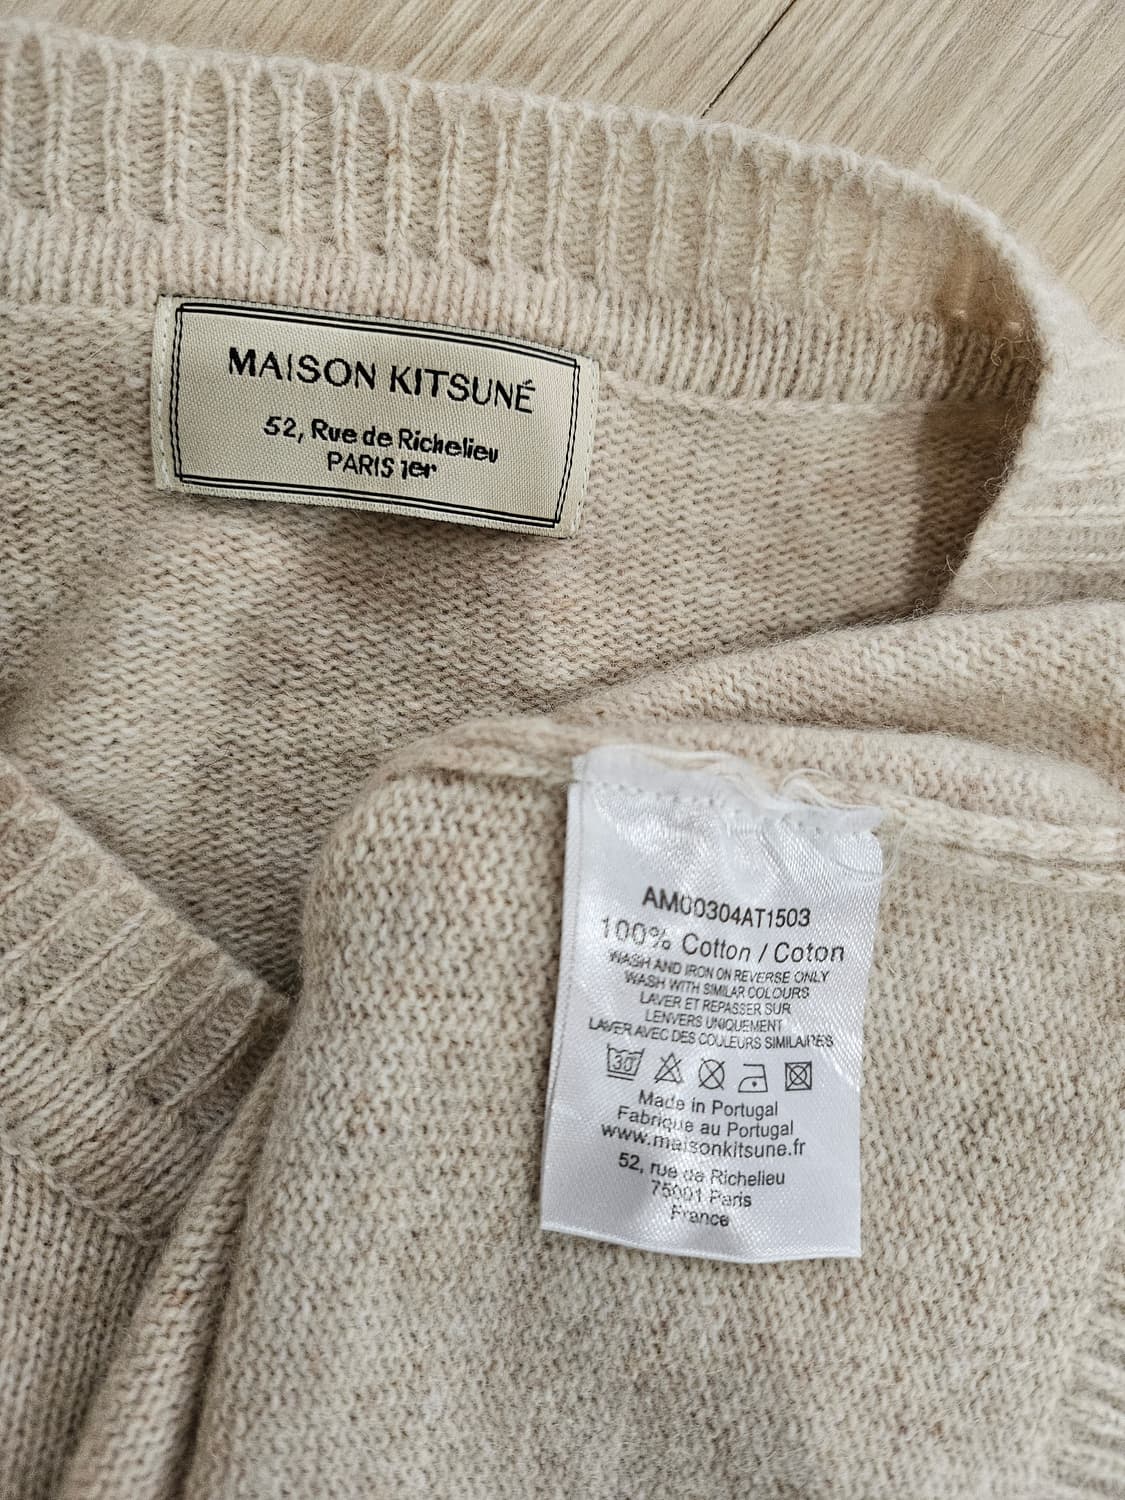 MAISON KITSUNÉ
52, Rue de Richelieu
PARIS 1er
AM00304AT1503
100% Cotton / Coton
WASH AND IRON ON REVERSE ONLY
WASH WITH SIMILAR COLOURS
LAVER ET REPASSER SUR
LENVERS UNIQUEMENT
LAVER AVEC DES COULEURS SIMILAIRES
30°
Made in Portugal
Fabrique au Portugal
www.maisonkitsune.fr
52, rue de Richelieu
75001 Paris
France